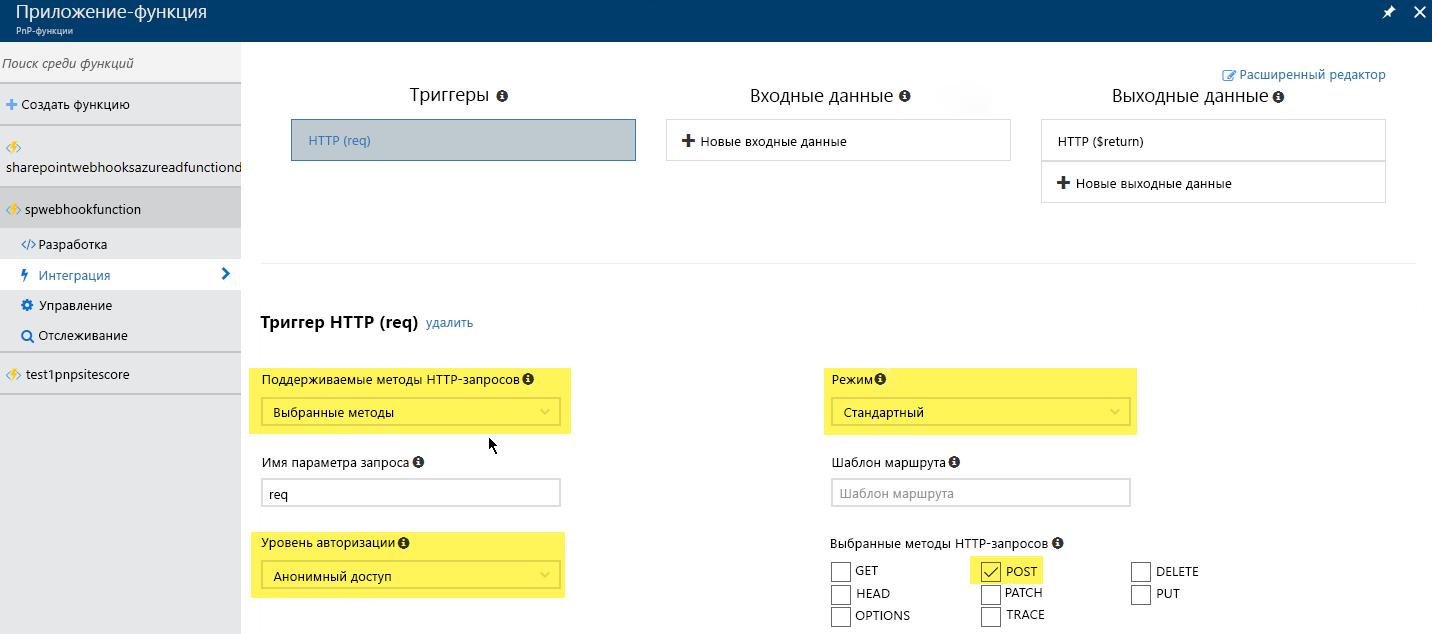 Приложение-функция
PnP-функции
Поиск среди функций
Создать функцию
sharepointwebhooksazureadfunctiond
spwebhookfunction
Разработка
Интеграция
Управление
Отслеживание
test1pnpsitescore
Расширенный редактор
Триггеры
HTTP (req)
Входные данные
Новые входные данные
Выходные данные
HTTP ($return)
Новые выходные данные
Триггер HTTP (req) удалить
Поддерживаемые методы HTTP-запросов
Выбранные методы
Режим
Стандартный
Имя параметра запроса
req
Шаблон маршрута
Шаблон маршрута
Уровень авторизации
Анонимный доступ
Выбранные методы HTTP-запросов
GET POST DELETE
HEAD PATCH PUT
OPTIONS TRACE